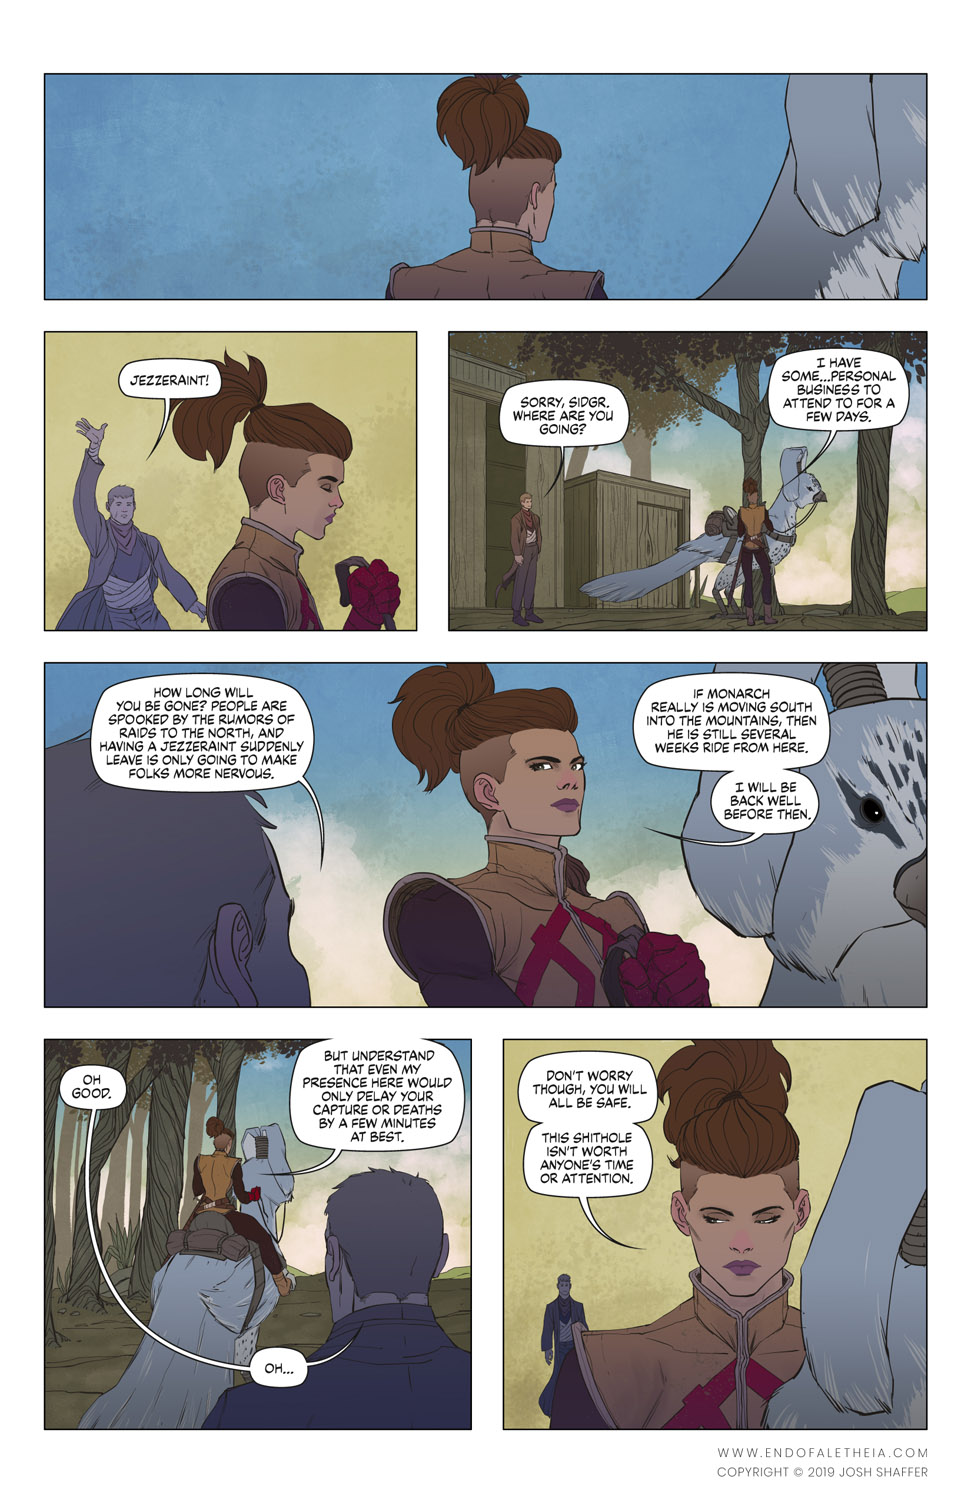 JEZZERAINT!
SORRY, SIDGR.
WHERE ARE YOU
GOING?
I HAVE
SOME...PERSONAL
BUSINESS TO
ATTEND TO FOR A
FEW DAYS.
HOW LONG WILL
YOU BE GONE? PEOPLE ARE
SPOOKED BY THE RUMORS OF
RAIDS TO THE NORTH, AND
HAVING A JEZZERAINT SUDDENLY
LEAVE IS ONLY GOING TO MAKE
FOLKS MORE NERVOUS.
IF MONARCH
REALLY IS MOVING SOUTH
INTO THE MOUNTAINS, THEN
HE IS STILL SEVERAL
WEEKS RIDE FROM HERE.
I WILL BE
BACK WELL
BEFORE THEN.
OH
GOOD.
BUT UNDERSTAND
THAT EVEN MY
PRESENCE HERE WOULD
ONLY DELAY YOUR
CAPTURE OR DEATHS
BY A FEW MINUTES
AT BEST.
OH...
DON'T WORRY
THOUGH, YOU WILL
ALL BE SAFE.
THIS SHITHOLE
ISN'T WORTH
ANYONE'S TIME
OR ATTENTION.
WWW.ENDOFALETHEIA.COM
COPYRIGHT © 2019 JOSH SHAFFER